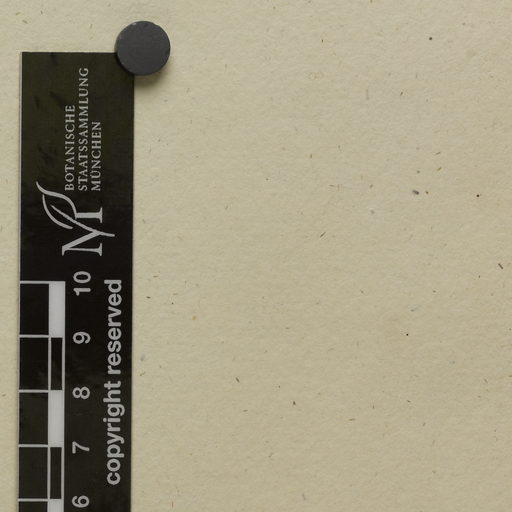 BOTANISCHE
STAATSSAMMLUNG
MÜNCHEN
M
copyright reserved
10
9
8
7
6